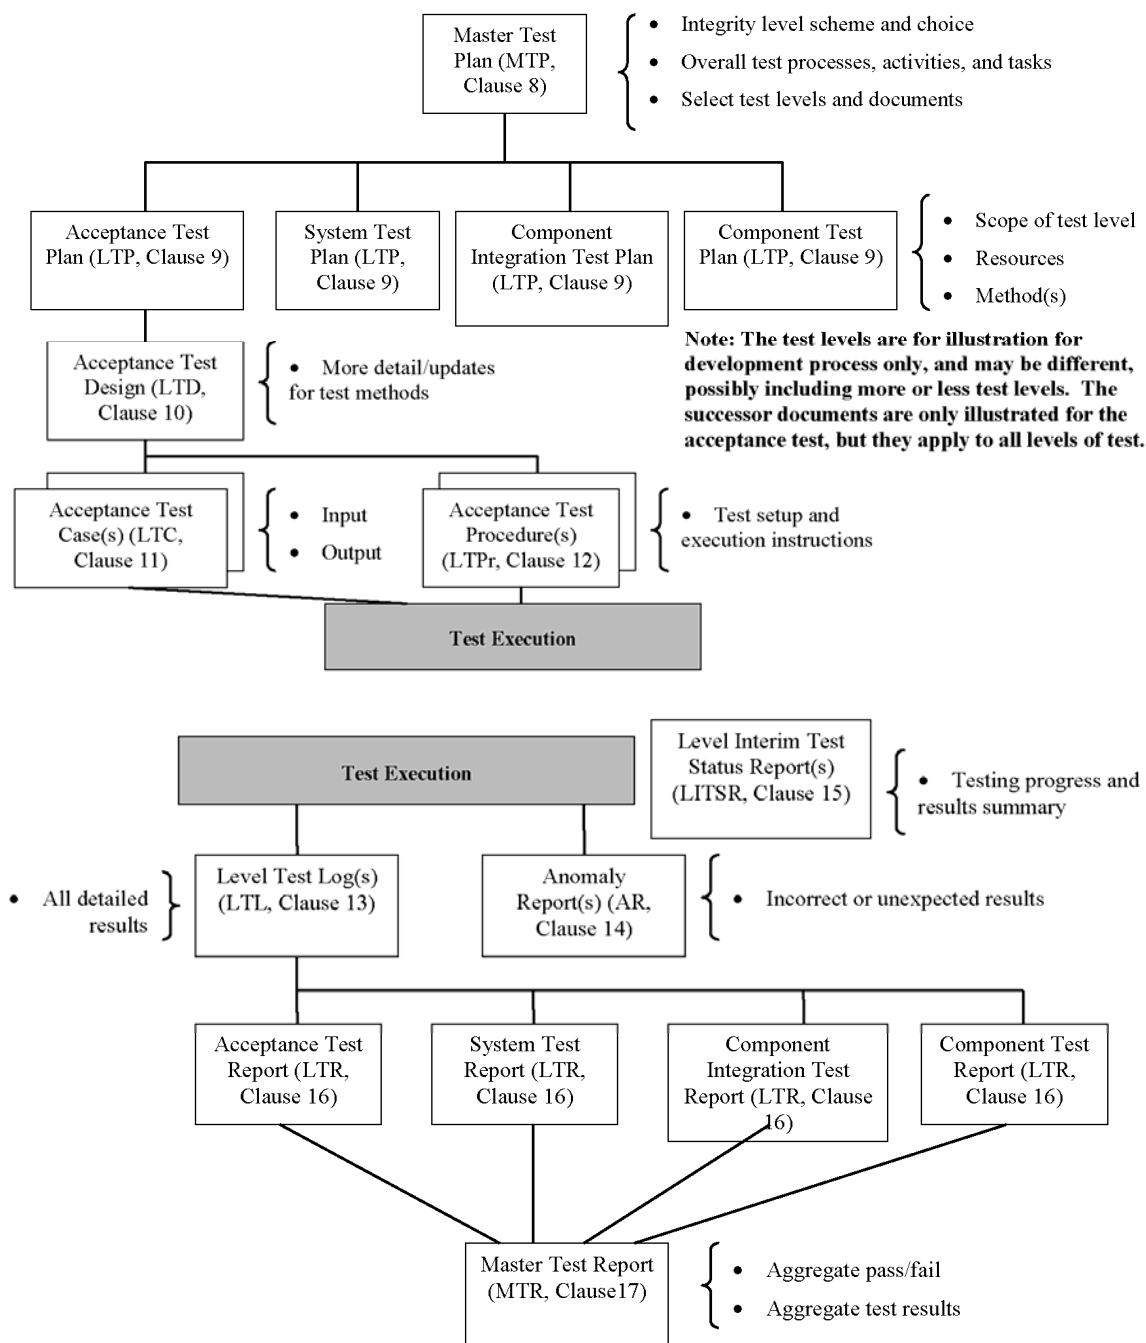 Master Test
Plan (MTP,
Clause 8)
• Integrity level scheme and choice
• Overall test processes, activities, and tasks
• Select test levels and documents
Acceptance Test
Plan (LTP, Clause 9)
System Test
Plan (LTP,
Clause 9)
Component
Integration Test Plan
(LTP, Clause 9)
Component Test
Plan (LTP, Clause 9)
• Scope of test level
• Resources
• Method(s)
Note: The test levels are for illustration for
development process only, and may be different,
possibly including more or less test levels. The
successor documents are only illustrated for the
acceptance test, but they apply to all levels of test.
Acceptance Test
Design (LTD,
Clause 10)
• More detail/updates
for test methods
Acceptance Test
Case(s) (LTC,
Clause 11)
• Input
• Output
Acceptance Test
Procedure(s)
(LTPr, Clause 12)
• Test setup and
execution instructions
Test Execution
Test Execution
Level Interim Test
Status Report(s)
(LITSR, Clause 15)
• Testing progress and
results summary
• All detailed
results
Level Test Log(s)
(LTL, Clause 13)
Anomaly
Report(s) (AR,
Clause 14)
• Incorrect or unexpected results
Acceptance Test
Report (LTR,
Clause 16)
System Test
Report (LTR,
Clause 16)
Component
Integration Test
Report (LTR, Clause
16)
Component Test
Report (LTR,
Clause 16)
Master Test Report
(MTR, Clause17)
• Aggregate pass/fail
• Aggregate test results